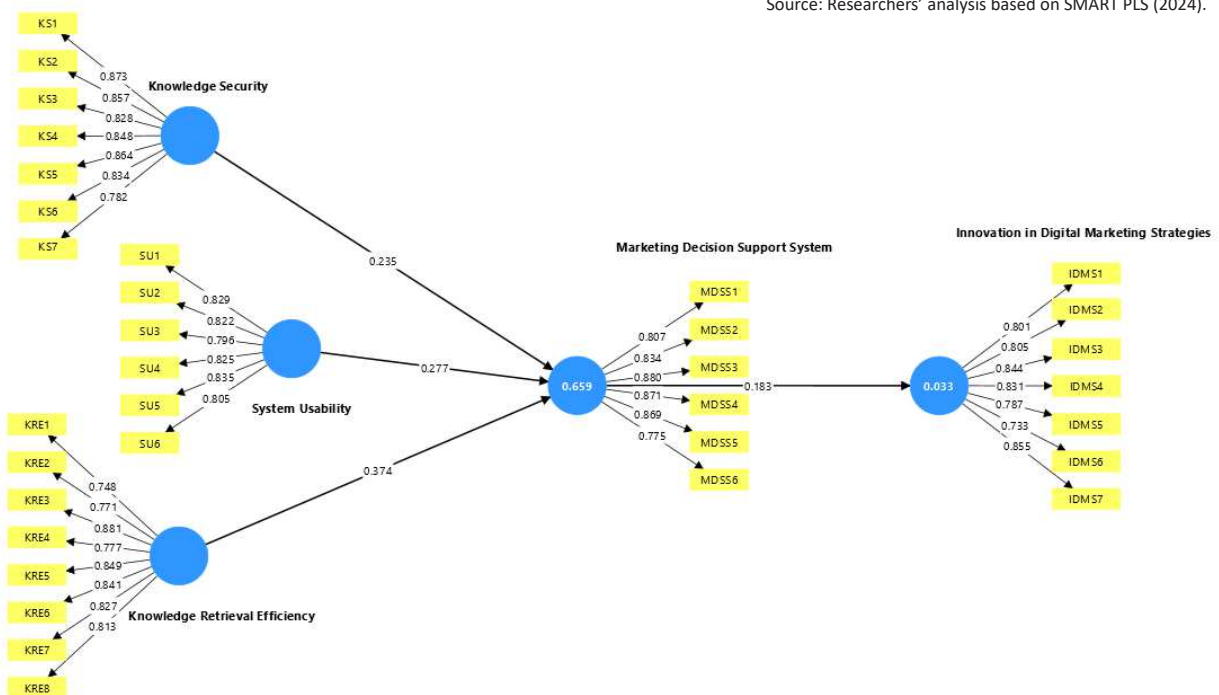 Source: Researchers' analysis based on SMART PLS (2024).
KS1
KS2
KS3
KS4
KS5
KS6
KS7
0.873
0.857
0.828
0.848
0.864
0.834
0.782
Knowledge Security
0.235
SU1
SU2
SU3
SU4
SU5
SU6
0.829
0.822
0.796
0.825
0.835
0.805
System Usability
0.277
KRE1
KRE2
KRE3
KRE4
KRE5
KRE6
KRE7
KRE8
0.748
0.771
0.881
0.777
0.849
0.841
0.827
0.813
Knowledge Retrieval Efficiency
0.374
Marketing Decision Support System
0.659
0.807
0.834
0.880
0.871
0.869
0.775
MDSS1
MDSS2
MDSS3
MDSS4
MDSS5
MDSS6
0.183
Innovation in Digital Marketing Strategies
0.033
0.801
0.805
0.844
0.831
0.787
0.733
0.855
IDMS1
IDMS2
IDMS3
IDMS4
IDMS5
IDMS6
IDMS7